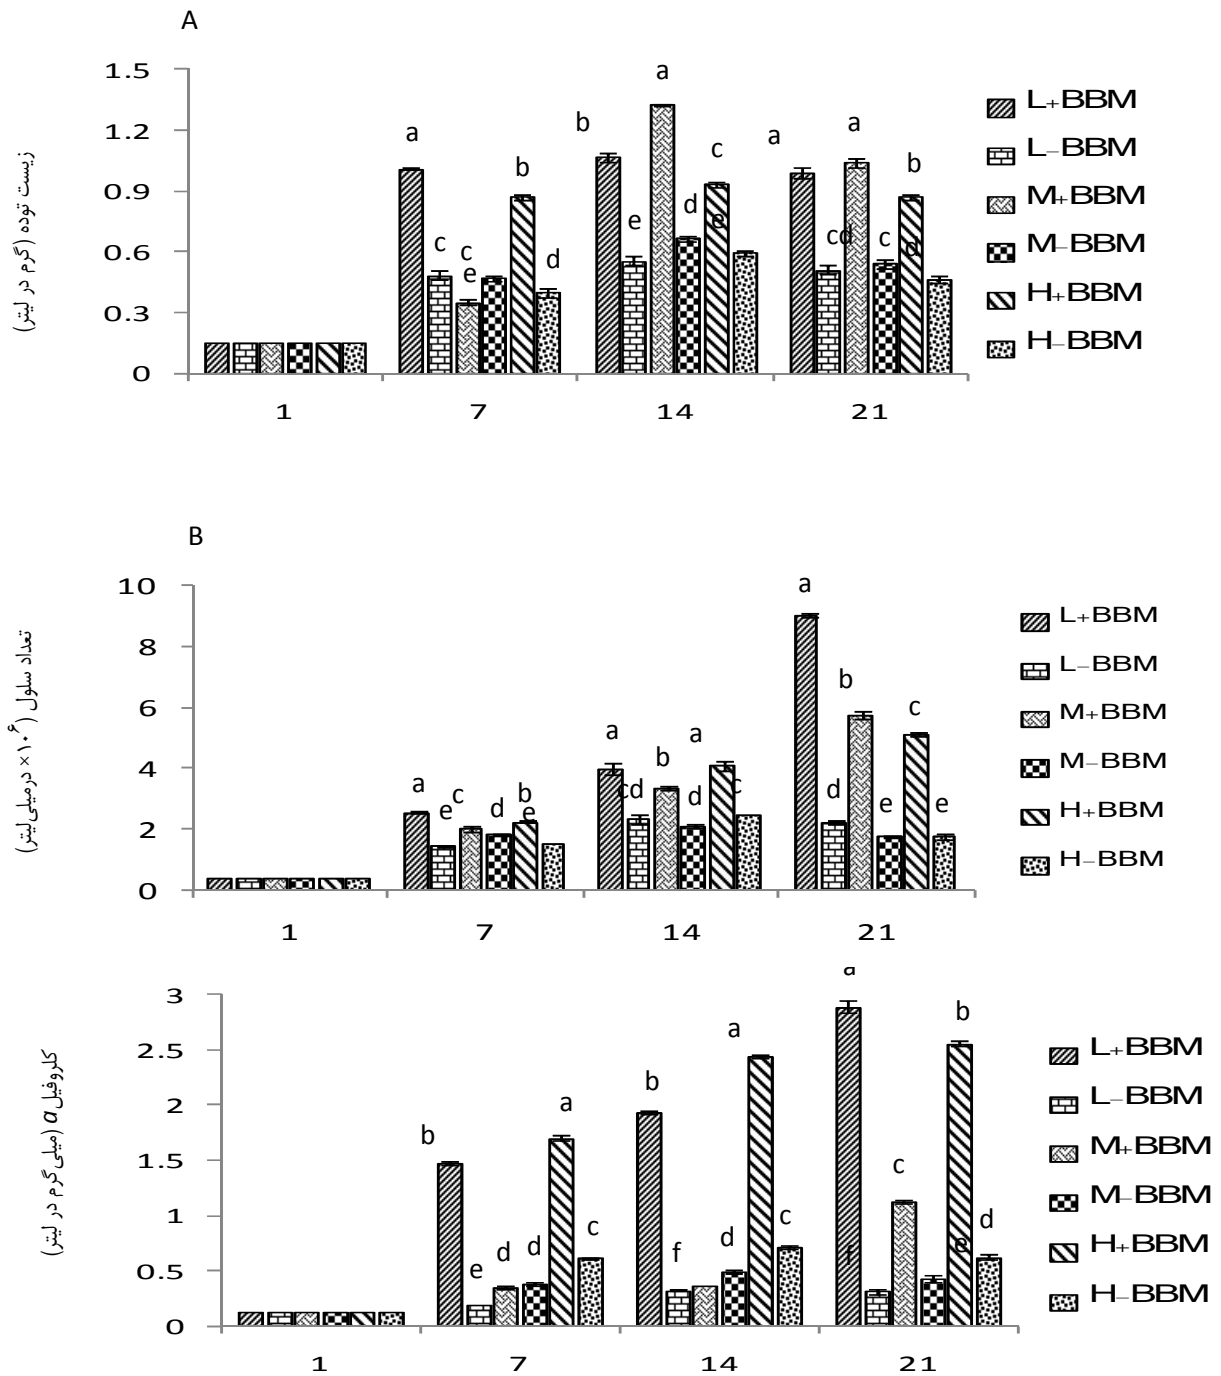 A
زیست توده (گرم در لیتر)
1.5
1.2
0.9
0.6
0.3
0
a
c
c
e
b
d
b
e
a
d
c
e
a
cd
a
c
b
d
1
7
14
21
L+BBM
L-BBM
M+BBM
M-BBM
H+BBM
H-BBM
B
تعداد سلول (×۱۰^۶ درمیلی‌لیتر)
10
8
6
4
2
0
a
e
c
d
b
e
a
cd
b
d
a
c
a
d
b
e
c
e
1
7
14
21
L+BBM
L-BBM
M+BBM
M-BBM
H+BBM
H-BBM
کلروفیل a (میلی گرم در لیتر)
3
2.5
2
1.5
1
0.5
0
b
e
d
d
a
c
b
f
d
a
c
a
f
c
e
b
d
1
7
14
21
L+BBM
L-BBM
M+BBM
M-BBM
H+BBM
H-BBM